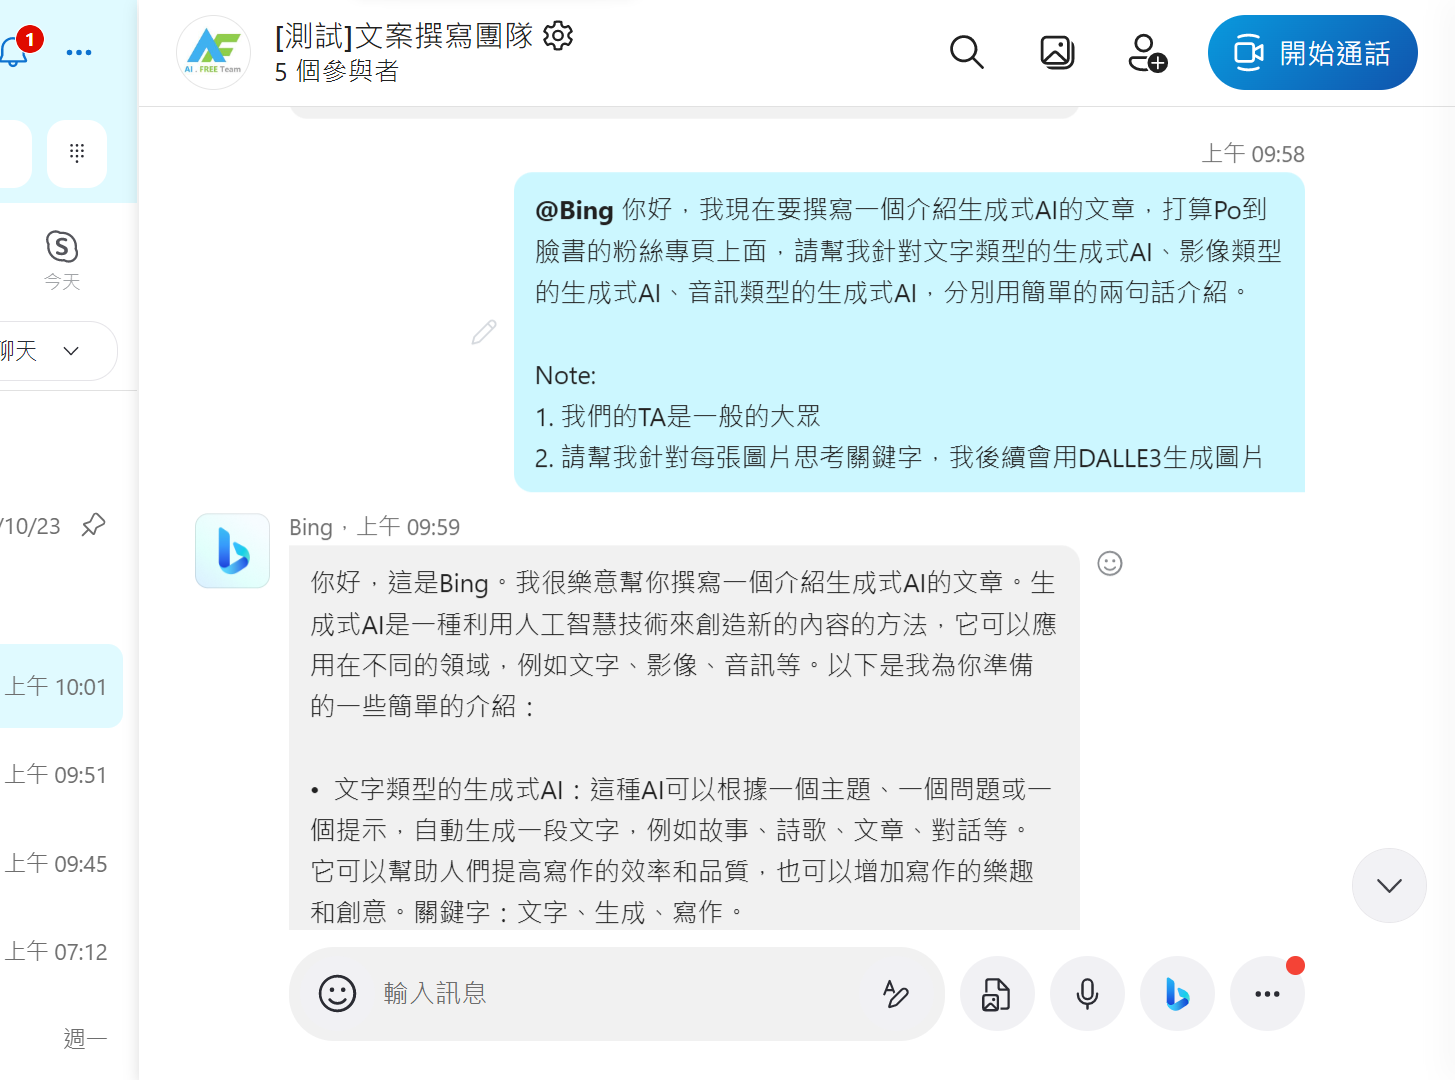 1
[測試]文案撰寫團隊
5 個參與者
AI . FREE Team
開始通話
今天
聊天
/10/23
上午 10:01
上午 09:51
上午 09:45
上午 07:12
週一
上午 09:58
@Bing 你好，我現在要撰寫一個介紹生成式AI的文章，打算Po到
臉書的粉絲專頁上面，請幫我針對文字類型的生成式AI、影像類型
的生成式AI、音訊類型的生成式AI，分別用簡單的兩句話介紹。
Note:
1. 我們的TA是一般的大眾
2. 請幫我針對每張圖片思考關鍵字，我後續會用DALLE3生成圖片
Bing，上午 09:59
你好，這是Bing。我很樂意幫你撰寫一個介紹生成式AI的文章。生
成式AI是一種利用人工智慧技術來創造新的內容的方法，它可以應
用在不同的領域，例如文字、影像、音訊等。以下是我為你準備
的一些簡單的介紹：
• 文字類型的生成式AI：這種AI可以根據一個主題、一個問題或一
個提示，自動生成一段文字，例如故事、詩歌、文章、對話等。
它可以幫助人們提高寫作的效率和品質，也可以增加寫作的樂趣
和創意。關鍵字：文字、生成、寫作。
輸入訊息